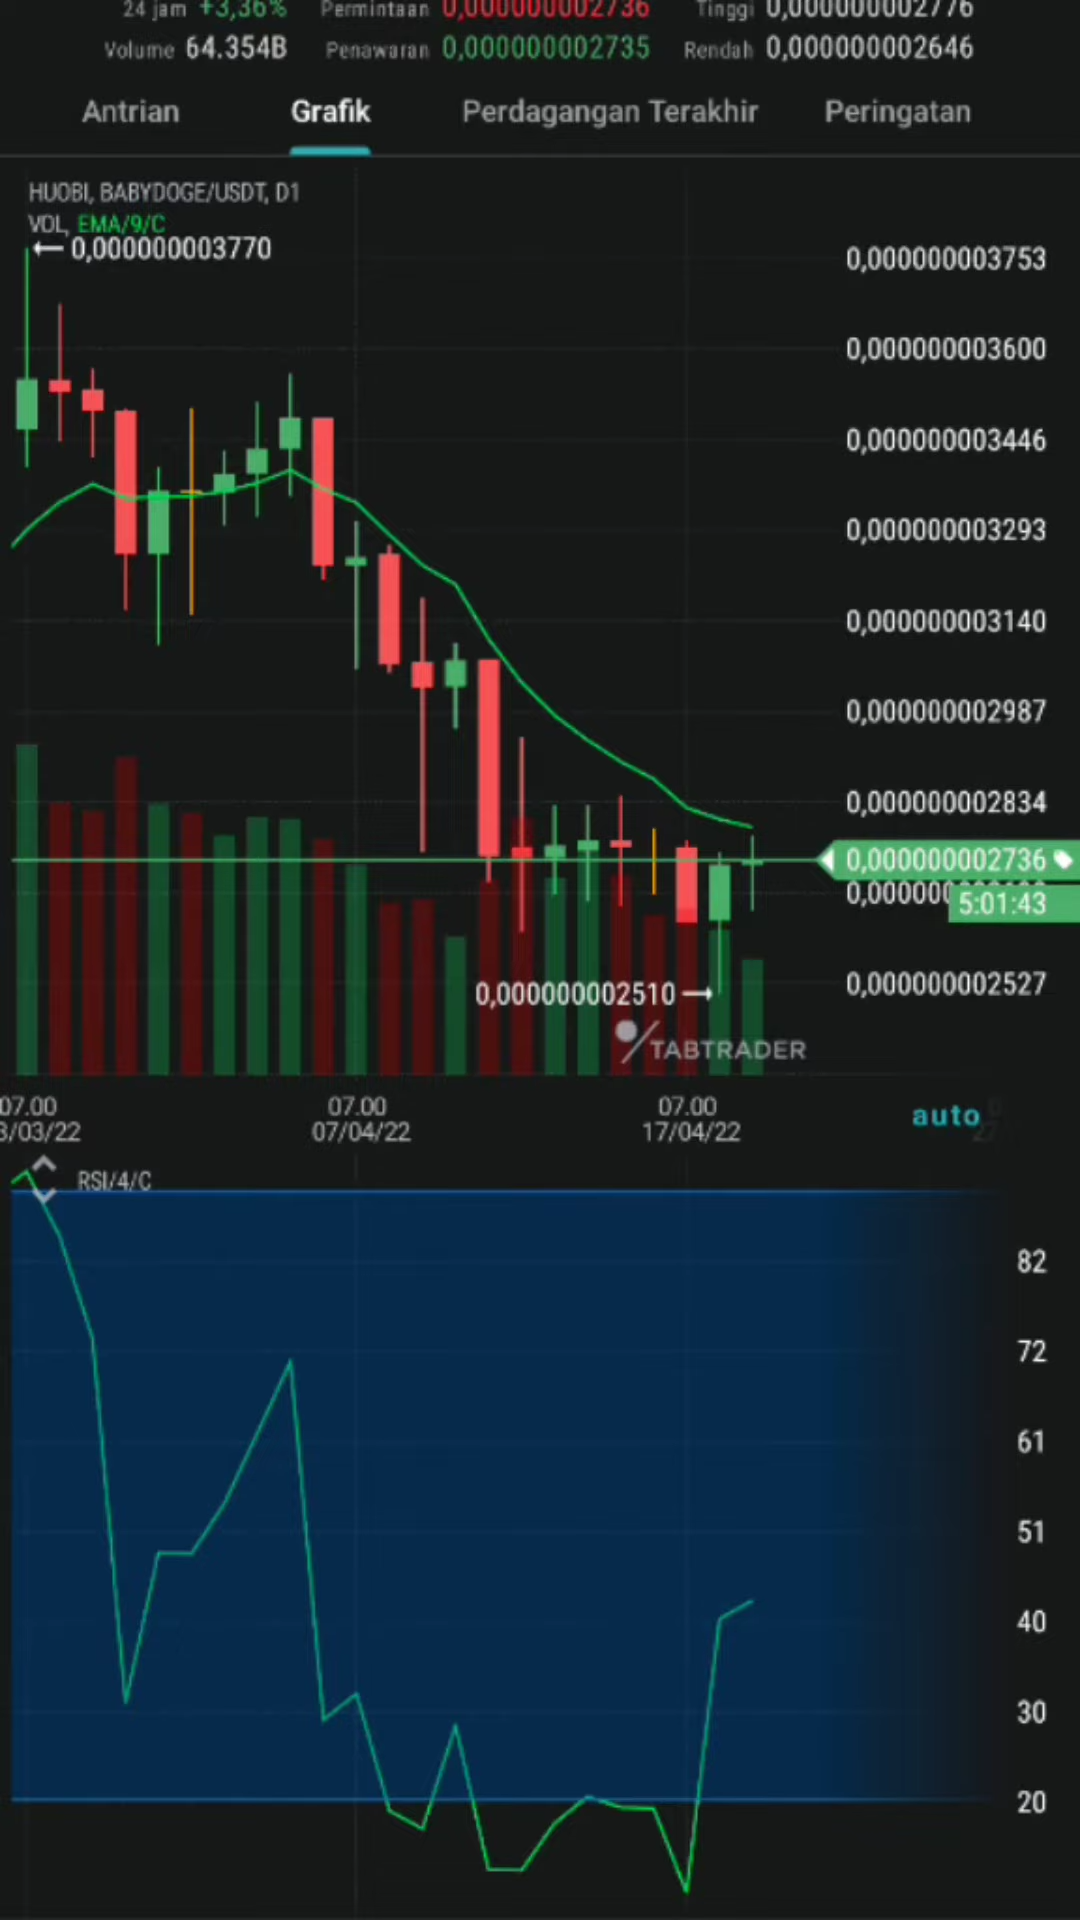 24 jam +3,36% Permintaan 0,000000002736 Tinggi 0,000000002776
Volume 64.354B Penawaran 0,000000002735 Rendah 0,000000002646
Antrian Grafik Perdagangan Terakhir Peringatan
HUOBI, BABYDOGE/USDT, D1
VOL, EMA/9/C
0,000000003770
0,000000003753
0,000000003600
0,000000003446
0,000000003293
0,000000003140
0,000000002987
0,000000002834
0,000000002736
5:01:43
0,000000002527
0,000000002510
TABTRADER
07.00 07.00 07.00
3/03/22 07/04/22 17/04/22
auto
RSI/4/C
82
72
61
51
40
30
20